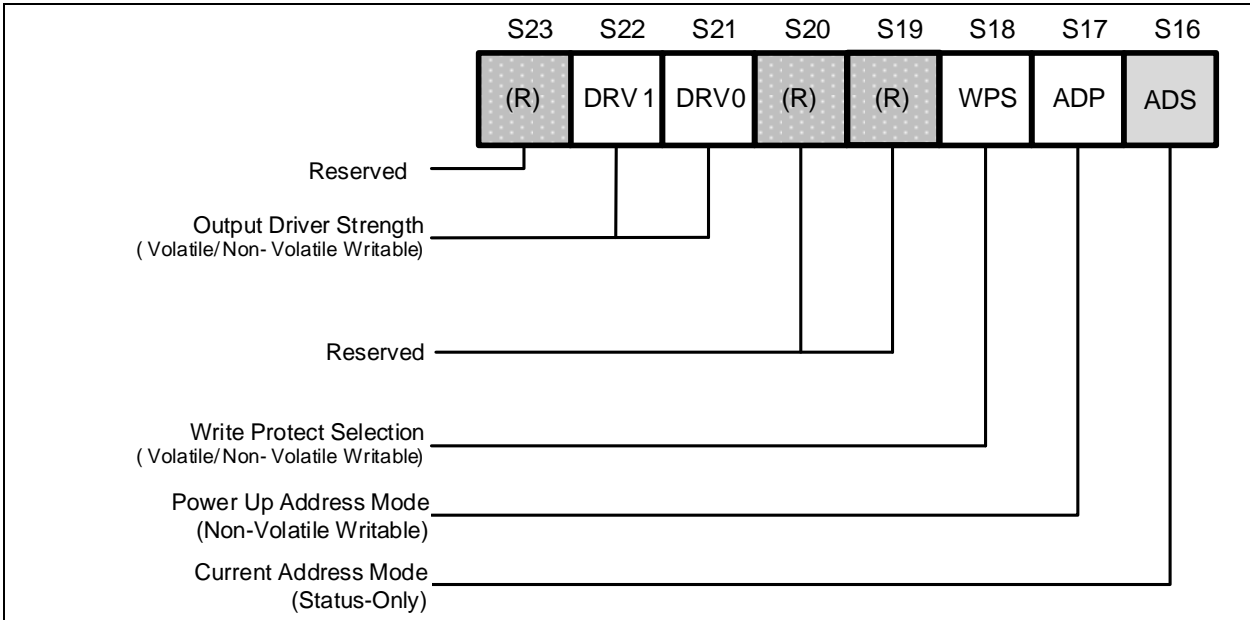 S23 S22 S21 S20 S19 S18 S17 S16
(R) DRV1 DRV0 (R) (R) WPS ADP ADS
Reserved
Output Driver Strength
( Volatile/Non- Volatile Writable)
Reserved
Write Protect Selection
( Volatile/Non- Volatile Writable)
Power Up Address Mode
(Non-Volatile Writable)
Current Address Mode
(Status-Only)